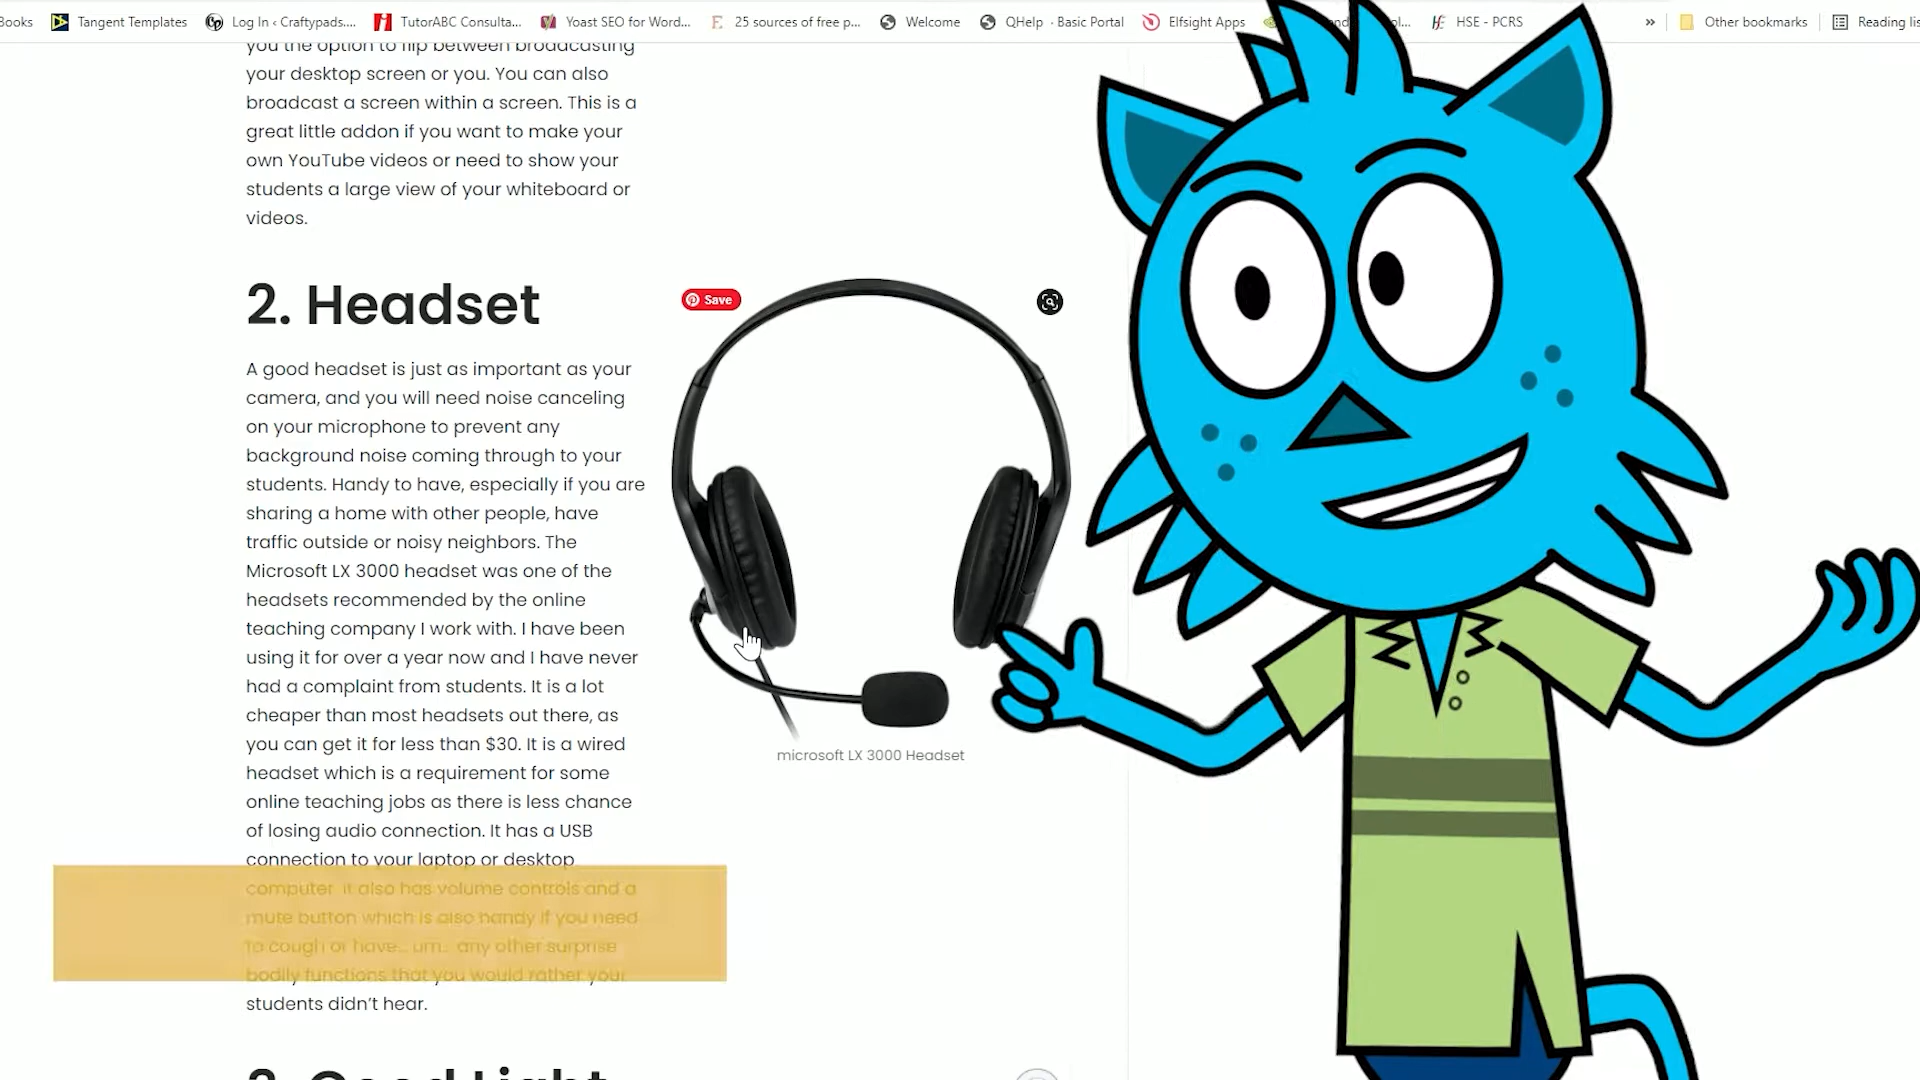 Books
Tangent Templates
Log In ‹ Craftypads....
TutorABC Consulta...
Yoast SEO for Word...
25 sources of free p...
Welcome
QHelp · Basic Portal
Elfsight Apps
HSE - PCRS
»
Other bookmarks
Reading lis
you the option to flip between broadcasting
your desktop screen or you. You can also
broadcast a screen within a screen. This is a
great little addon if you want to make your
own YouTube videos or need to show your
students a large view of your whiteboard or
videos.
2. Headset
Save
A good headset is just as important as your
camera, and you will need noise canceling
on your microphone to prevent any
background noise coming through to your
students. Handy to have, especially if you are
sharing a home with other people, have
traffic outside or noisy neighbors. The
Microsoft LX 3000 headset was one of the
headsets recommended by the online
teaching company I work with. I have been
using it for over a year now and I have never
had a complaint from students. It is a lot
cheaper than most headsets out there, as
you can get it for less than $30. It is a wired
headset which is a requirement for some
online teaching jobs as there is less chance
of losing audio connection. It has a USB
connection to your laptop or desktop
computer. it also has volume controls and a
mute button which is also handy if you need
to cough or have... um... any other surprise
bodily functions that you would rather your
students didn't hear.
microsoft LX 3000 Headset
3. Good Light